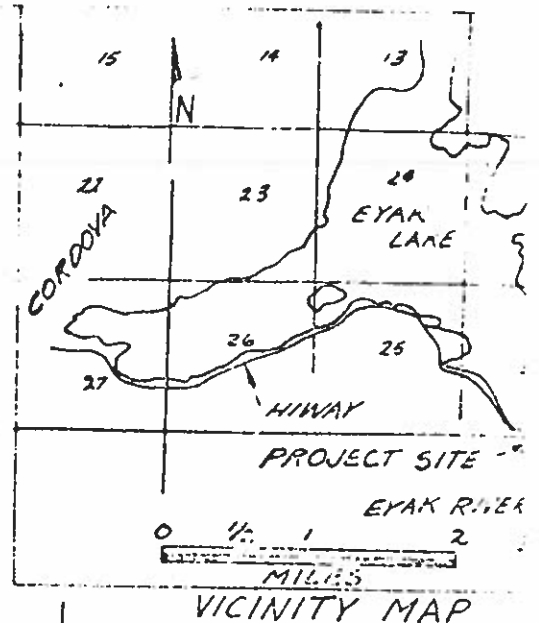 15 14 13
N
22 23 24
CORDOVA
EYAK
LAKE
26
25
27
HIWAY
PROJECT SITE
EYAK RIVER
0 1/2 1 2
MILES
VICINITY MAP